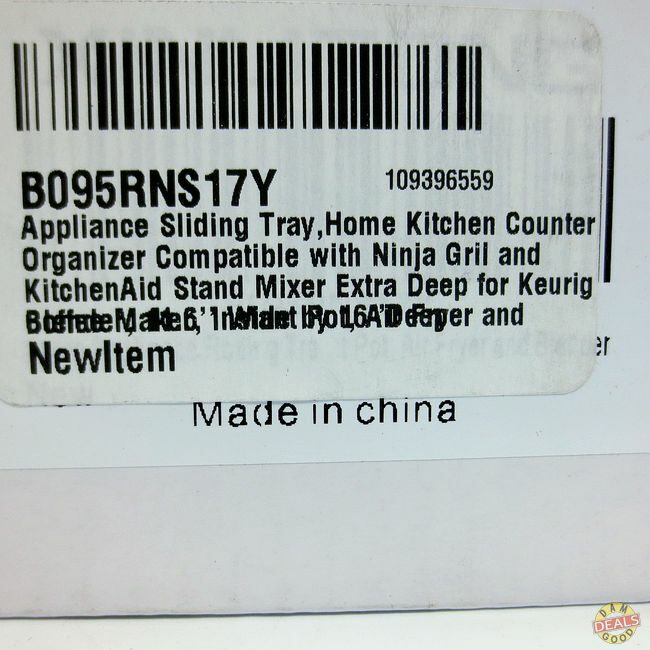 B095RNS17Y 109396559
Appliance Sliding Tray,Home Kitchen Counter
Organizer Compatible with Ninja Gril and
KitchenAid Stand Mixer Extra Deep for Keurig
NewItem
Made in china
DAM
DEALS
GOOD